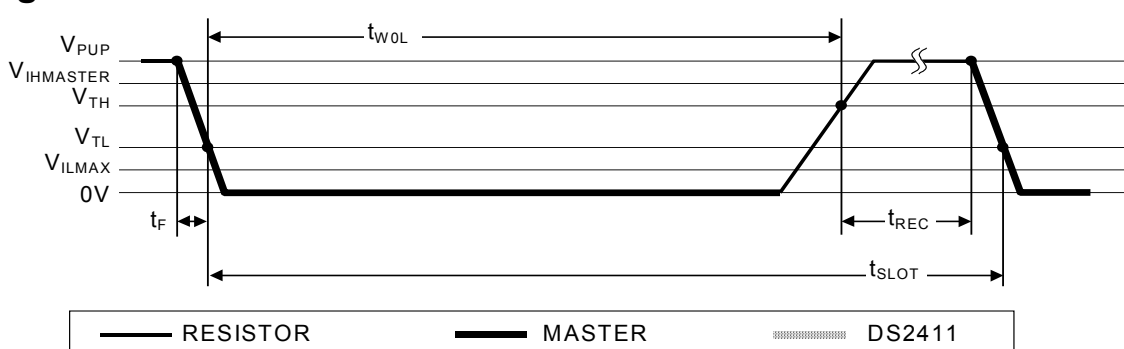 tW0L
VPUP
VIHMASTER
VTH
VTL
VILMAX
0V
tF
tREC
tSLOT
RESISTOR MASTER DS2411